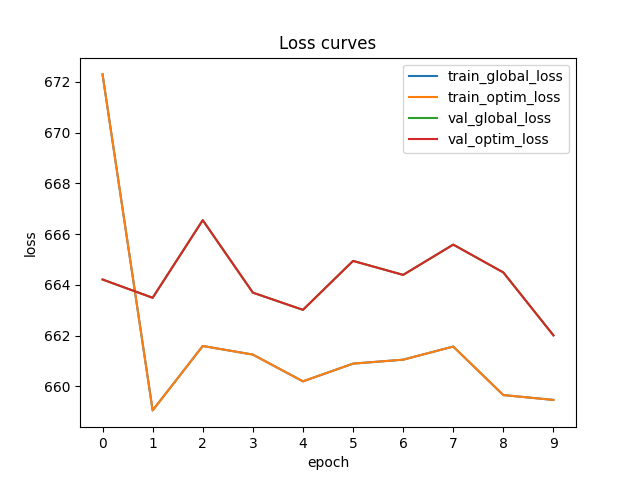 Loss curves
train_global_loss
train_optim_loss
val_global_loss
val_optim_loss
672
670
668
666
664
662
660
loss
0 1 2 3 4 5 6 7 8 9
epoch